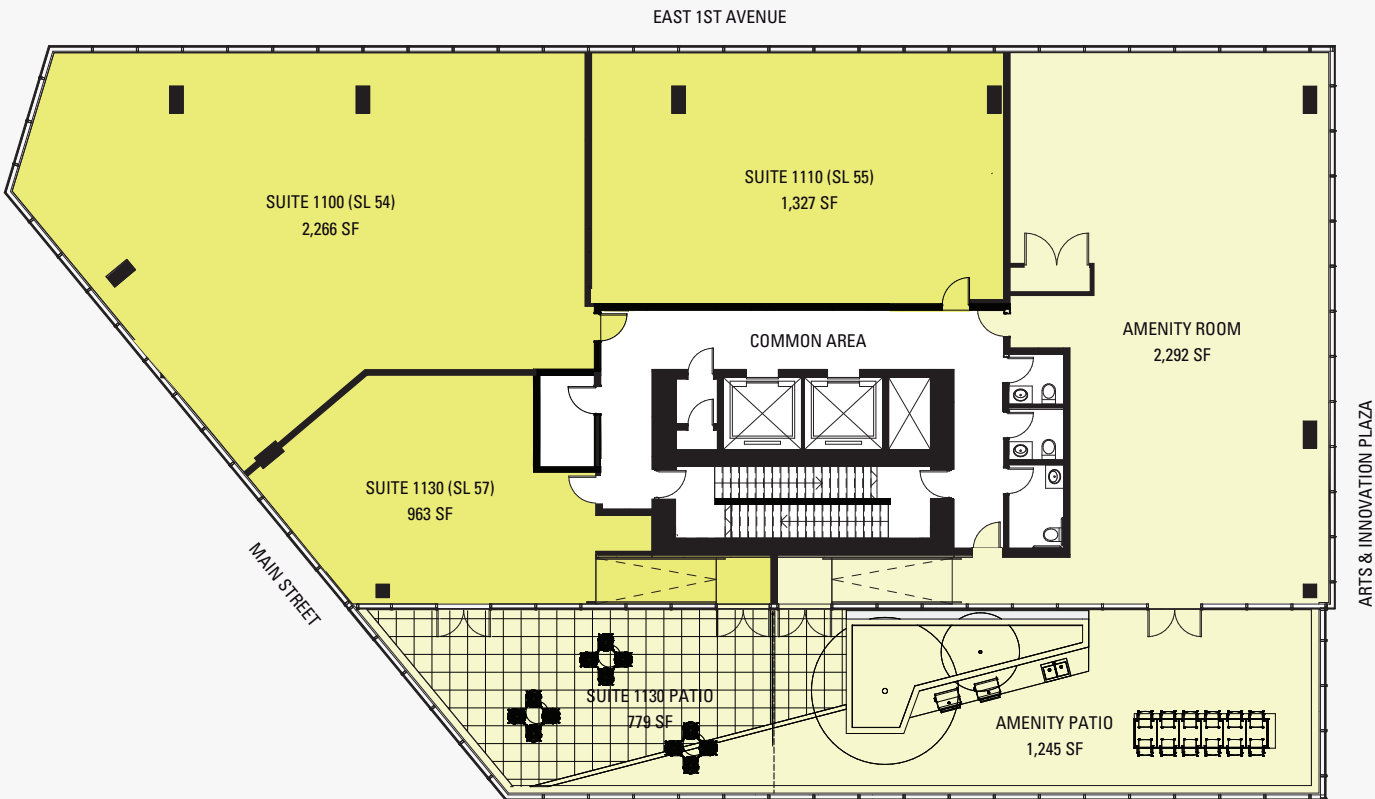 EAST 1ST AVENUE
SUITE 1110 (SL 55)
1,327 SF
SUITE 1100 (SL 54)
2,266 SF
AMENITY ROOM
2,292 SF
COMMON AREA
ARTS & INNOVATION PLAZA
SUITE 1130 (SL 57)
963 SF
MAIN STREET
SUITE 1130 PATIO
779 SF
AMENITY PATIO
1,245 SF